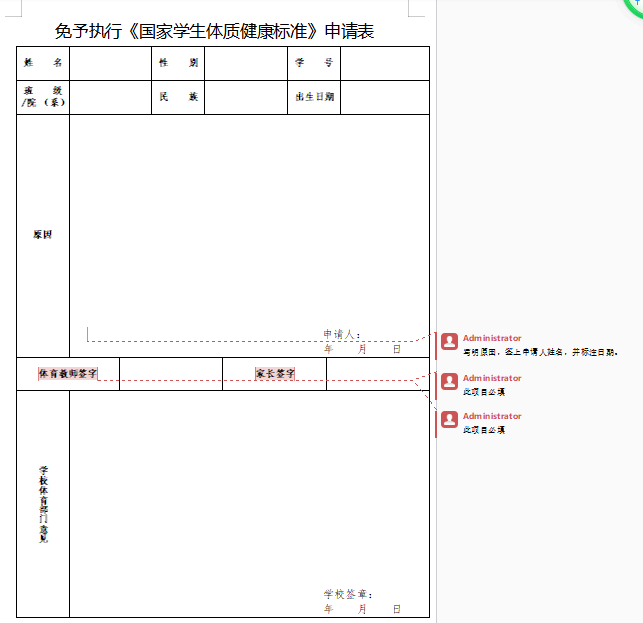 免予执行《国家学生体质健康标准》申请表
姓 名 性 别 学 号
班 级
/院（系） 民 族 出生日期
原因
申请人：
年 月 日
Administrator
写明原因，签上申请人姓名，并标注日期。
体育教师签字 家长签字
Administrator
此项目必填
Administrator
此项目必填
学校体育部门意见
学校签章：
年 月 日